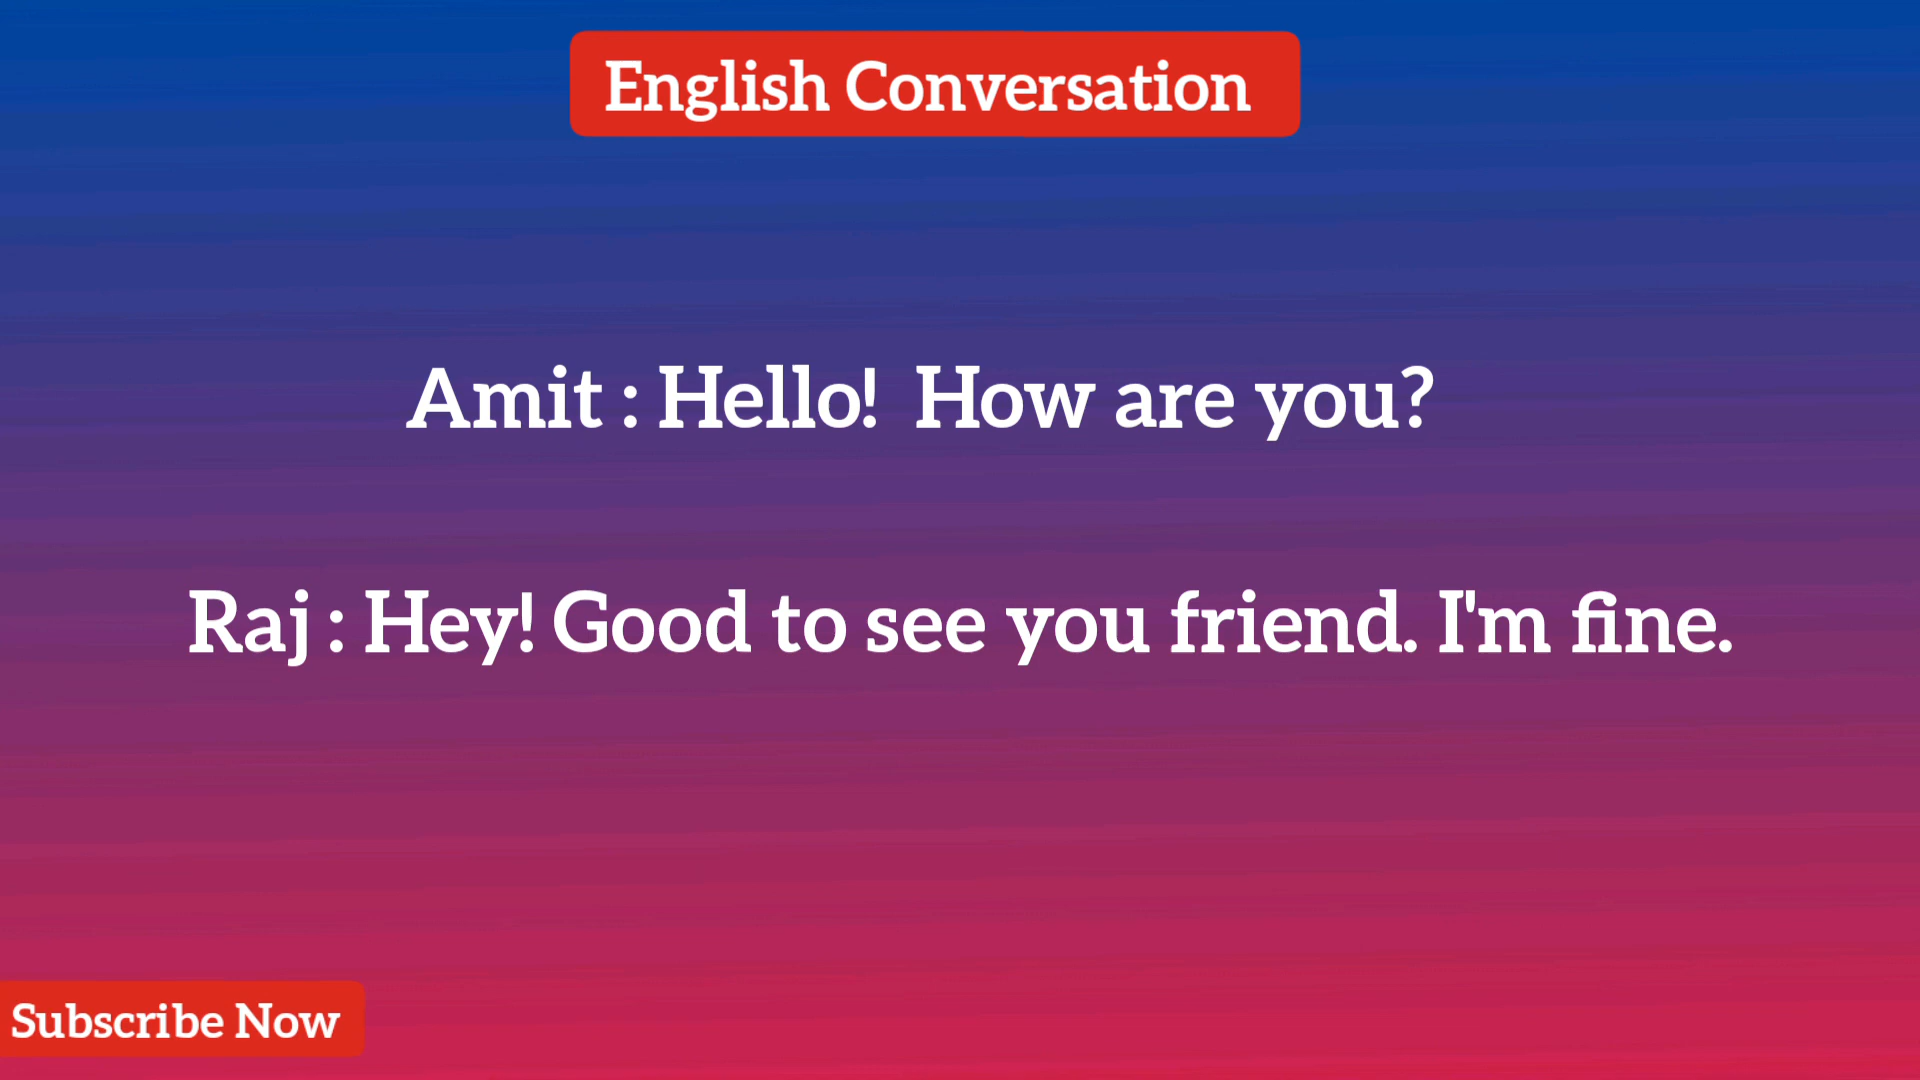 English Conversation
Amit : Hello!  How are you?
Raj : Hey! Good to see you friend. I'm fine.
Subscribe Now